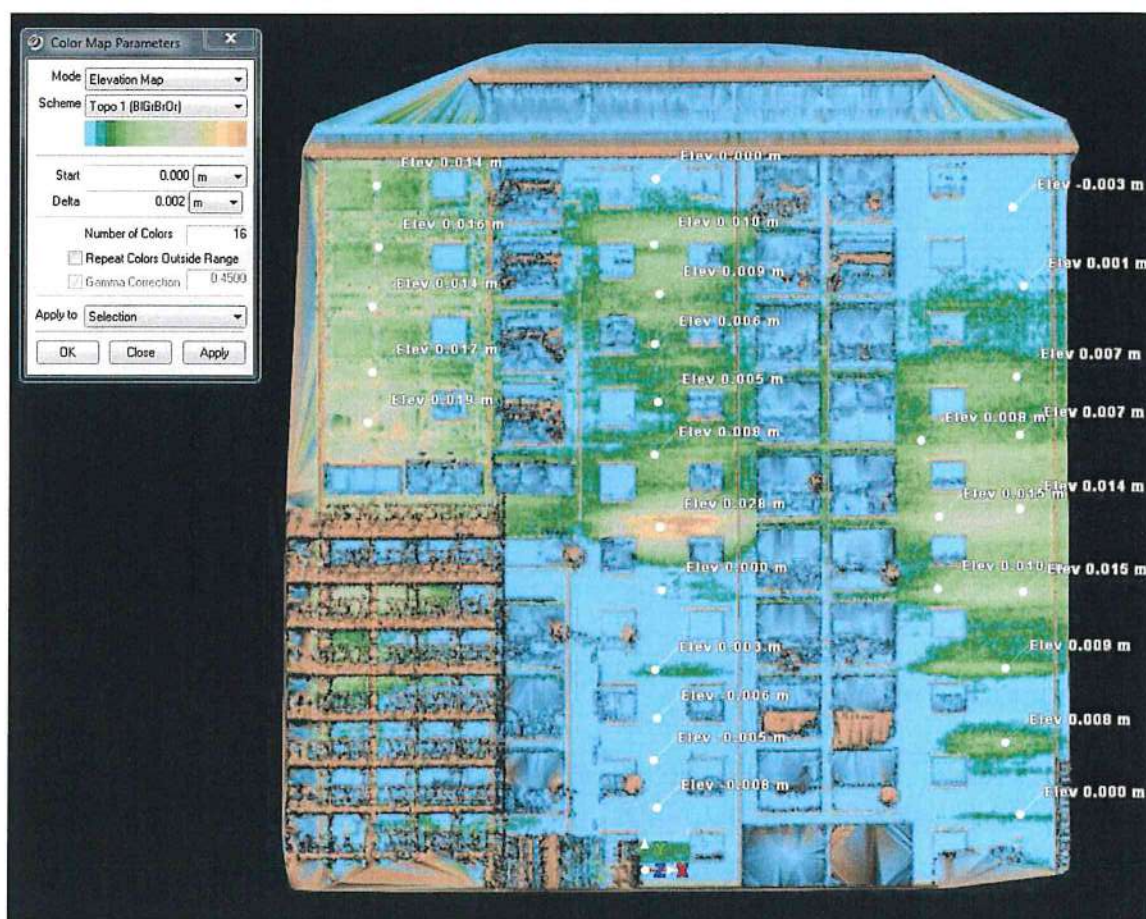 Color Map Parameters
X
Mode Elevation Map
Scheme Topo 1 (BlGrBrOr)
Start 0.000 m
Delta 0.002 m
Number of Colors 16
Repeat Colors Outside Range
Gamma Correction 0.4500
Apply to Selection
OK Close Apply
Elev 0.014 m
Elev 0.016 m
Elev 0.014 m
Elev 0.017 m
Elev 0.019 m
Elev 0.000 m
Elev 0.010 m
Elev 0.009 m
Elev 0.006 m
Elev 0.005 m
Elev 0.008 m
Elev 0.028 m
Elev 0.000 m
Elev m
Elev -0.006 m
Elev -0.005 m
Elev -0.008 m
Elev -0.003 m
Elev 0.001 m
Elev 0.007 m
Elev 0.008 m
Elev 0.007 m
Elev 0.014 m
Elev 0.015 m
Elev 0.010
Elev 0.015 m
Elev 0.009 m
Elev 0.008 m
Elev 0.000 m
Y
Z X